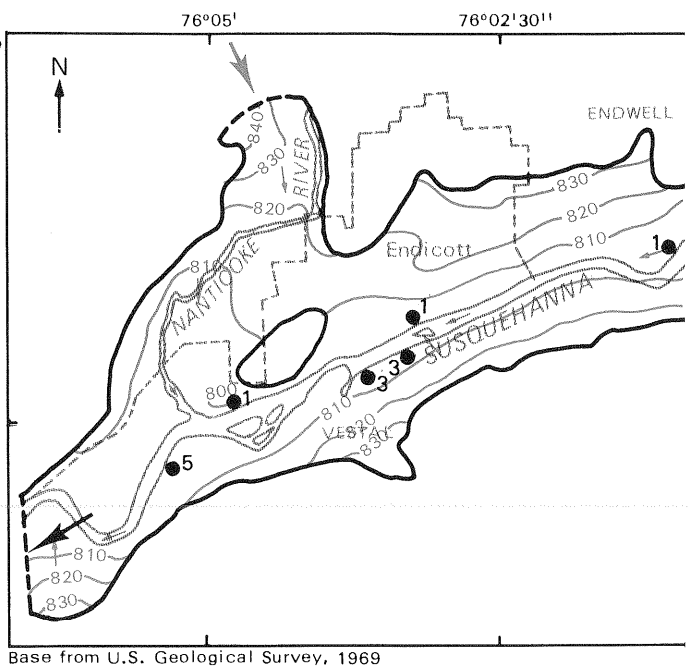 76°05'
76°02'30"
N
ENDWELL
840
830
RIVER
820
830
820
810
Endicott
1
810
NANTICOKE
1
SUSQUEHANNA
3
3
800
1
810
820
VESTAL
830
5
810
820
830
Base from U.S. Geological Survey, 1969